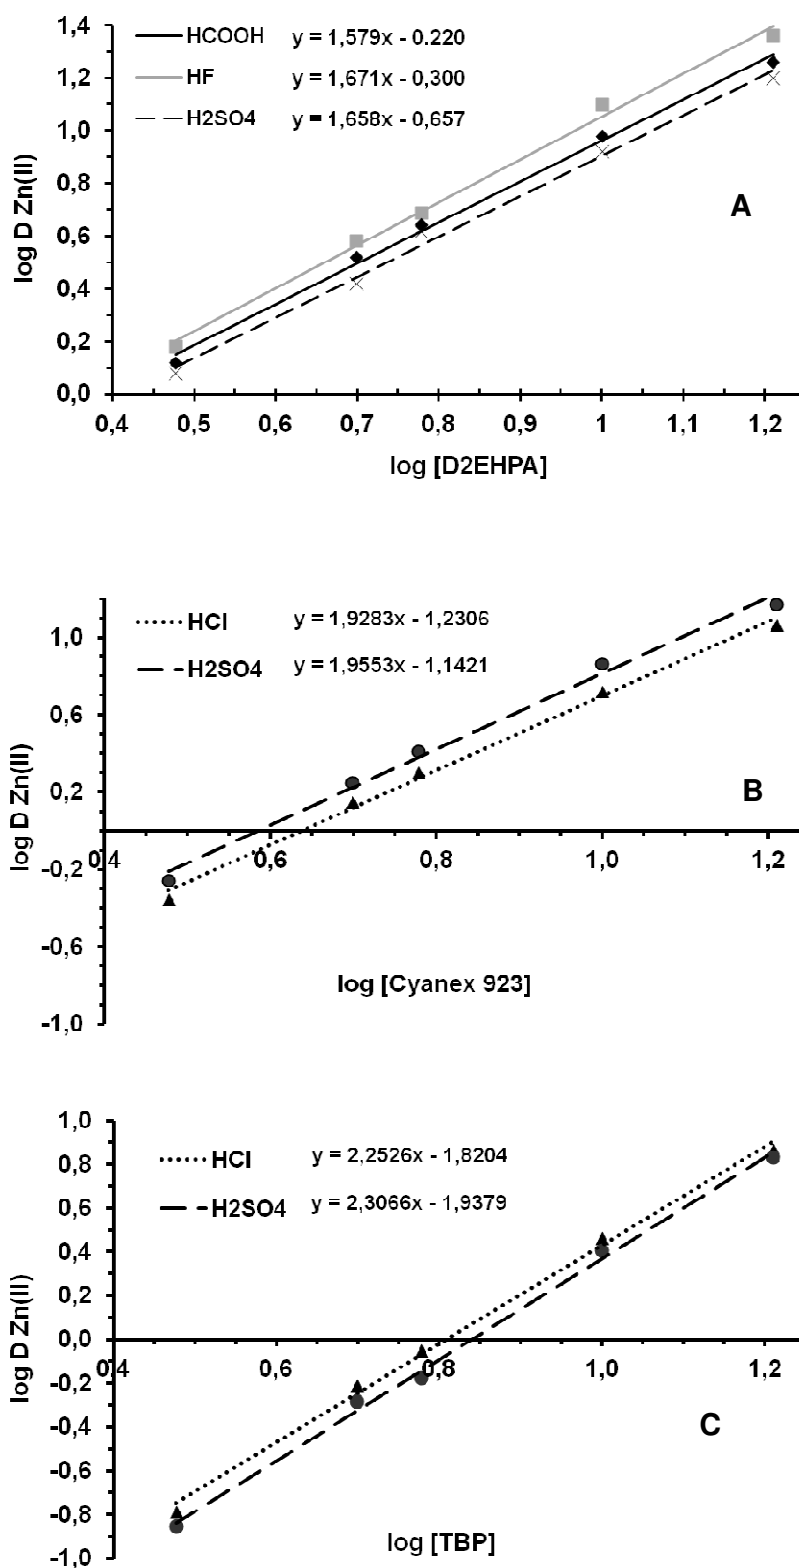 1,4
HCOOH y = 1,579x - 0.220
1,2
HF y = 1,671x - 0,300
H2SO4 y = 1,658x - 0,657
1,0
0,8
A
0,6
0,4
0,2
0,0
log D Zn(II)
0,4 0,5 0,6 0,7 0,8 0,9 1 1,1 1,2
log [D2EHPA]
HCl y = 1,9283x - 1,2306
1,0
H2SO4 y = 1,9553x - 1,1421
0,6
0,2
B
log D Zn(II)
0,4 0,6 0,8 1,0 1,2
-0,2
-0,6
log [Cyanex 923]
-1,0
1,0
HCl y = 2,2526x - 1,8204
0,8
H2SO4 y = 2,3066x - 1,9379
0,6
0,4
0,2
0,0
log D Zn(II)
0,4 0,6 0,8 1,0 1,2
-0,2
-0,4
C
-0,6
-0,8
log [TBP]
-1,0